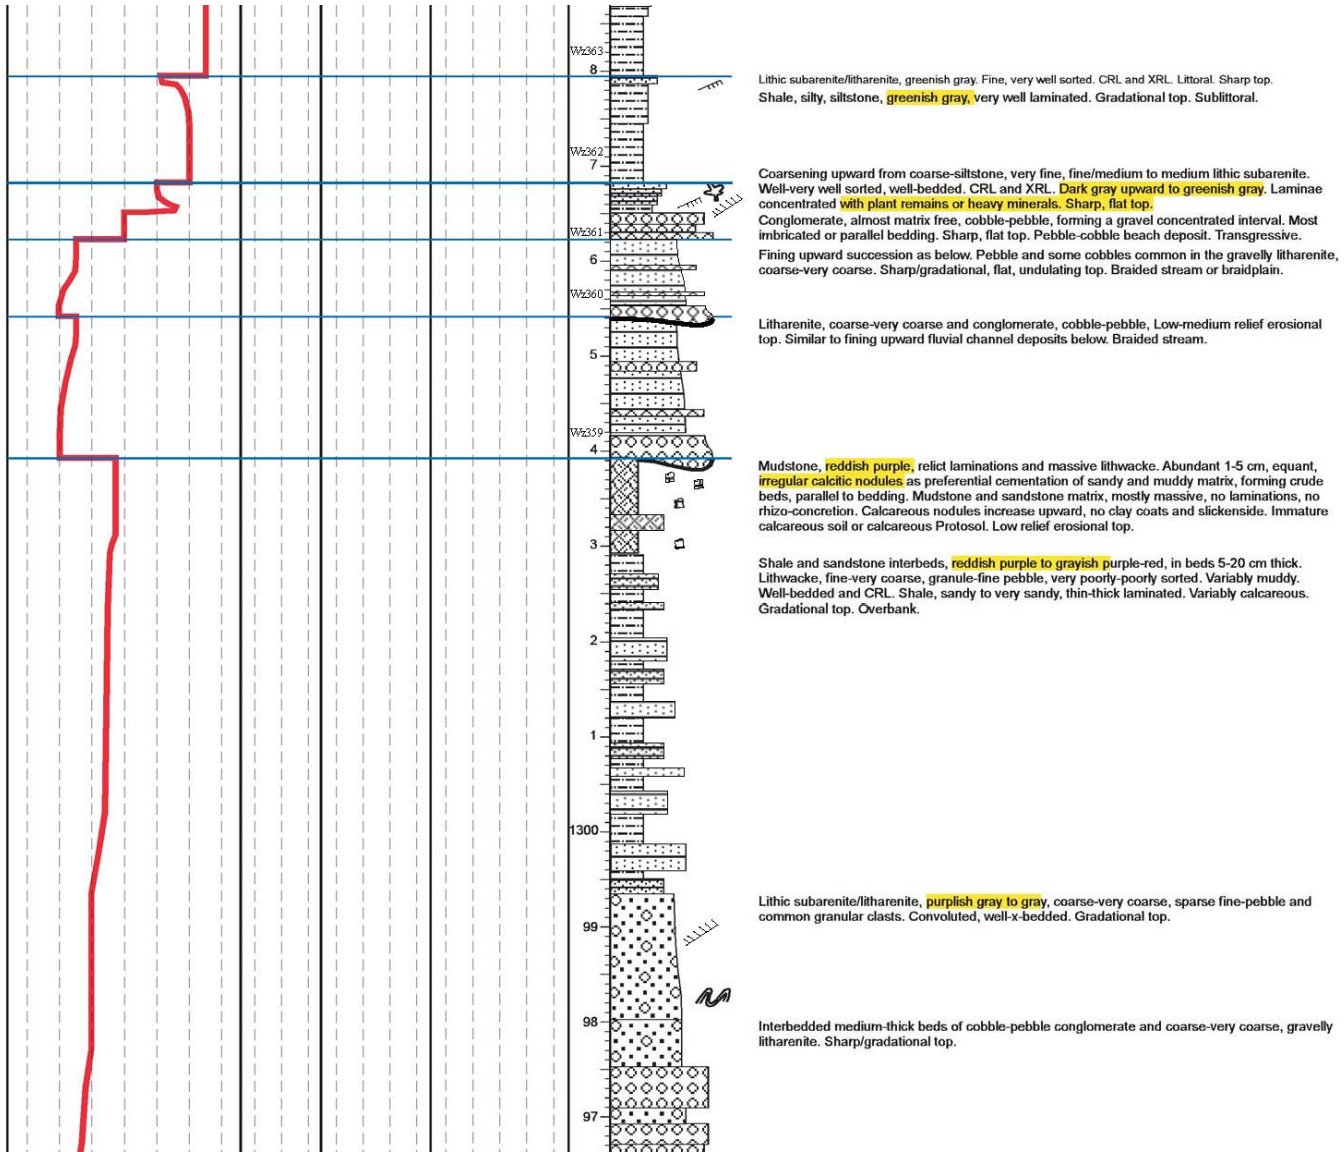 Wz363
8
Lithic subarenite/litharenite, greenish gray. Fine, very well sorted. CRL and XRL. Littoral. Sharp top.
Shale, silty, siltstone, greenish gray, very well laminated. Gradational top. Sublittoral.
Wz362
7
Coarsening upward from coarse-siltstone, very fine, fine/medium to medium lithic subarenite.
Well-very well sorted, well-bedded. CRL and XRL. Dark gray upward to greenish gray. Laminae
concentrated with plant remains or heavy minerals. Sharp, flat top.
Conglomerate, almost matrix free, cobble-pebble, forming a gravel concentrated interval. Most
imbricated or parallel bedding. Sharp, flat top. Pebble-cobble beach deposit. Transgressive.
Wz361
6
Fining upward succession as below. Pebble and some cobbles common in the gravelly litharenite,
coarse-very coarse. Sharp/gradational, flat, undulating top. Braided stream or braidplain.
Wz360
Litharenite, coarse-very coarse and conglomerate, cobble-pebble, Low-medium relief erosional
top. Similar to fining upward fluvial channel deposits below. Braided stream.
5
Wz359
4
Mudstone, reddish purple, relict laminations and massive lithwacke. Abundant 1-5 cm, equant,
irregular calcitic nodules as preferential cementation of sandy and muddy matrix, forming crude
beds, parallel to bedding. Mudstone and sandstone matrix, mostly massive, no laminations, no
rhizo-concretion. Calcareous nodules increase upward, no clay coats and slickenside. Immature
calcareous soil or calcareous Protosol. Low relief erosional top.
3
Shale and sandstone interbeds, reddish purple to grayish purple-red, in beds 5-20 cm thick.
Lithwacke, fine-very coarse, granule-fine pebble, very poorly-poorly sorted. Variably muddy.
Well-bedded and CRL. Shale, sandy to very sandy, thin-thick laminated. Variably calcareous.
Gradational top. Overbank.
2
1
1300
Lithic subarenite/litharenite, purplish gray to gray, coarse-very coarse, sparse fine-pebble and
common granular clasts. Convoluted, well-x-bedded. Gradational top.
99
98
Interbedded medium-thick beds of cobble-pebble conglomerate and coarse-very coarse, gravelly
litharenite. Sharp/gradational top.
97